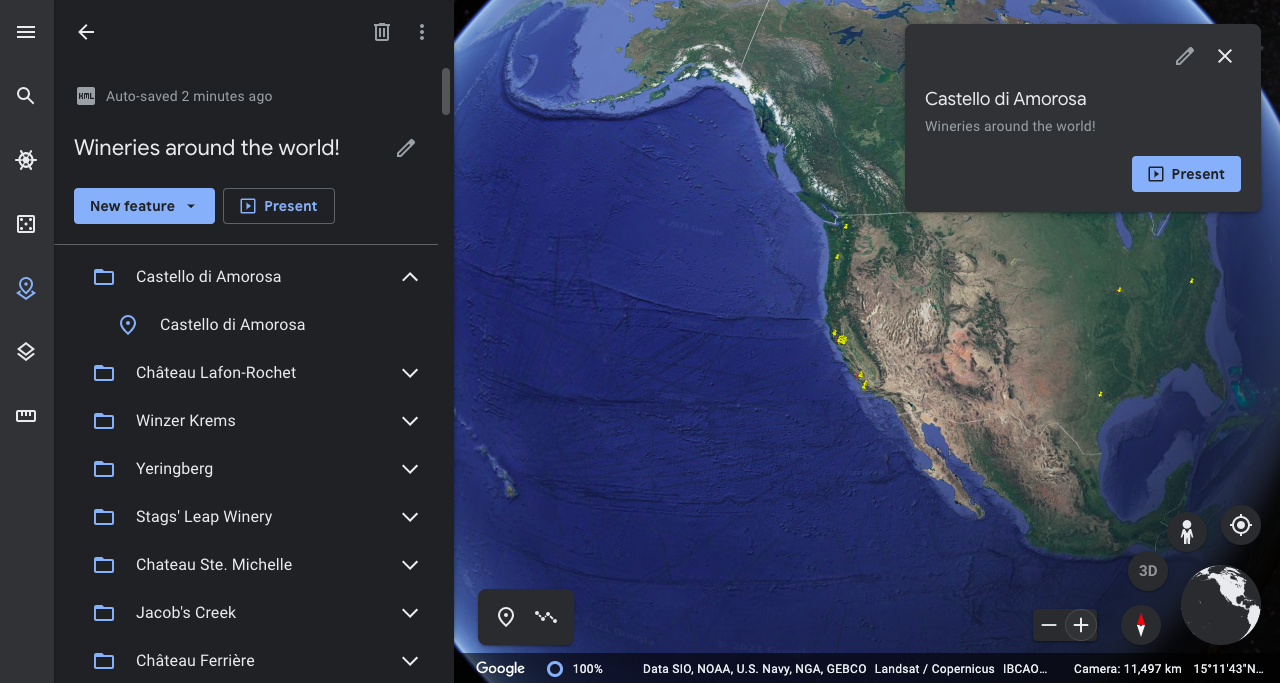 KML Auto-saved 2 minutes ago
Wineries around the world!
New feature Present
Castello di Amorosa
Castello di Amorosa
Château Lafon-Rochet
Winzer Krems
Yeringberg
Stags' Leap Winery
Chateau Ste. Michelle
Jacob's Creek
Château Ferrière
Castello di Amorosa
Wineries around the world!
Present
3D
Google 100% Data SIO, NOAA, U.S. Navy, NGA, GEBCO Landsat / Copernicus IBCAO... Camera: 11,497 km 15°11'43"N...